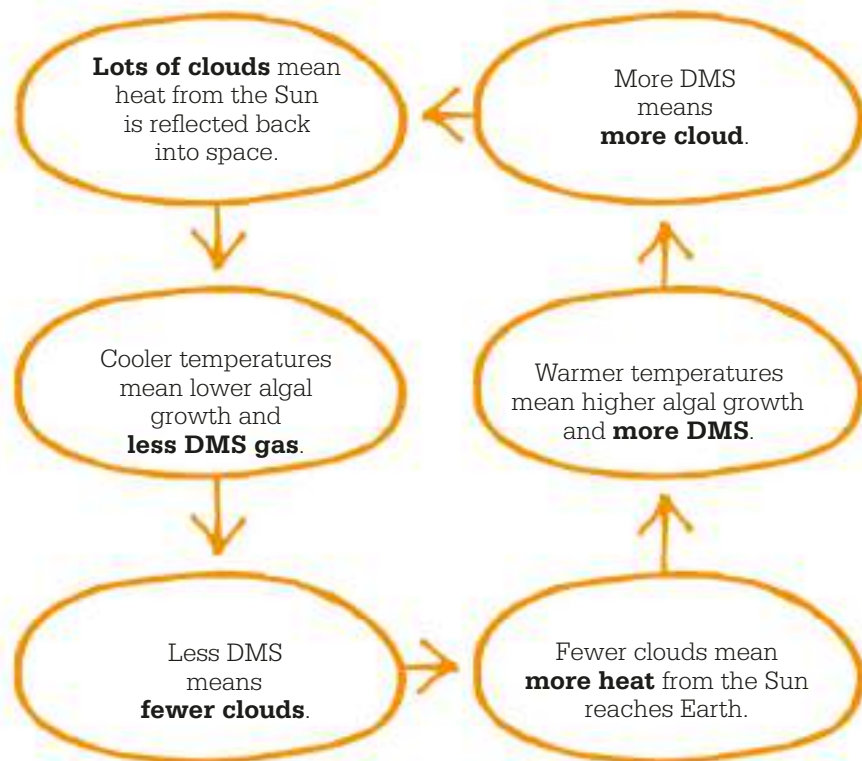 Lots of clouds mean
heat from the Sun
is reflected back
into space.
Cooler temperatures
mean lower algal
growth and
less DMS gas.
Less DMS
means
fewer clouds.
Fewer clouds mean
more heat from the Sun
reaches Earth.
Warmer temperatures
mean higher algal growth
and more DMS.
More DMS
means
more cloud.